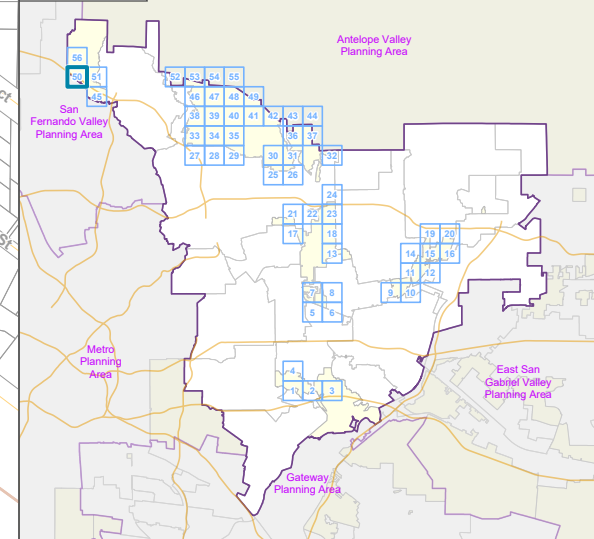 Antelope Valley
Planning Area
56
50 51
45
52 53 54 55
46 47 48 49
38 39 40 41 42 43 44
33 34 35 36 37
27 28 29 30 31 32
25 26
San
Fernando Valley
Planning Area
24
21 22 23
17 18
13
19 20
14 15 16
11 12
9 10
7 8
5 6
Metro
Planning
Area
4
1 2 3
East San
Gabriel Valley
Planning Area
Gateway
Planning Area